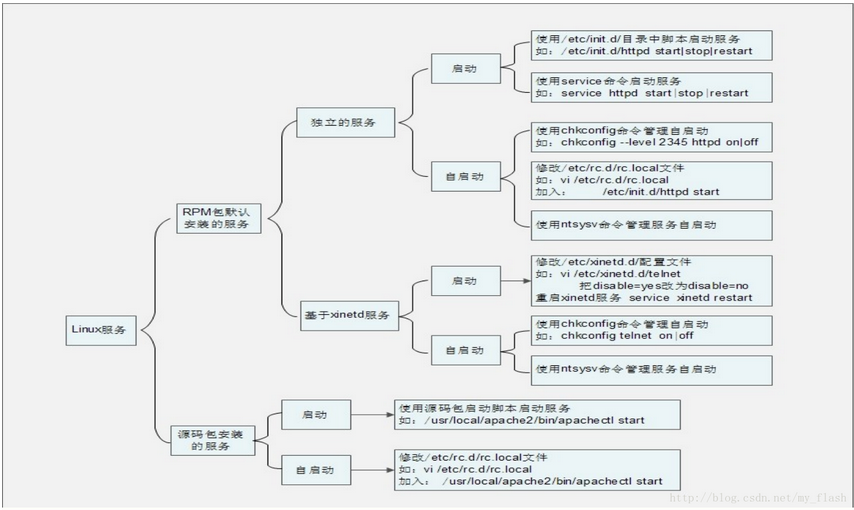 使用/etc/init.d/目录中脚本启动服务
如：/etc/init.d/httpd start|stop|restart
启动
使用service命令启动服务
如：service httpd start|stop|restart
独立的服务
使用chkconfig命令管理自启动
如：chkconfig --level 2345 httpd on|off
自启动
修改/etc/rc.d/rc.local文件
如：vi /etc/rc.d/rc.local
加入： /etc/init.d/httpd start
使用ntsysv命令管理服务自启动
RPM包默认
安装的服务
修改/etc/xinetd.d/配置文件
如：vi /etc/xinetd.d/telnet
把disable=yes改为disable=no
重启xinetd服务 service xinetd restart
启动
基于xinetd服务
使用chkconfig命令管理自启动
如：chkconfig telnet on|off
自启动
使用ntsysv命令管理服务自启动
Linux服务
启动
使用源码包启动脚本启动服务
如：/usr/local/apache2/bin/apachectl start
源码包安装
的服务
自启动
修改/etc/rc.d/rc.local文件
如：vi /etc/rc.d/rc.local
加入： /usr/local/apache2/bin/apachectl start
http://blog.csdn.net/my_flash